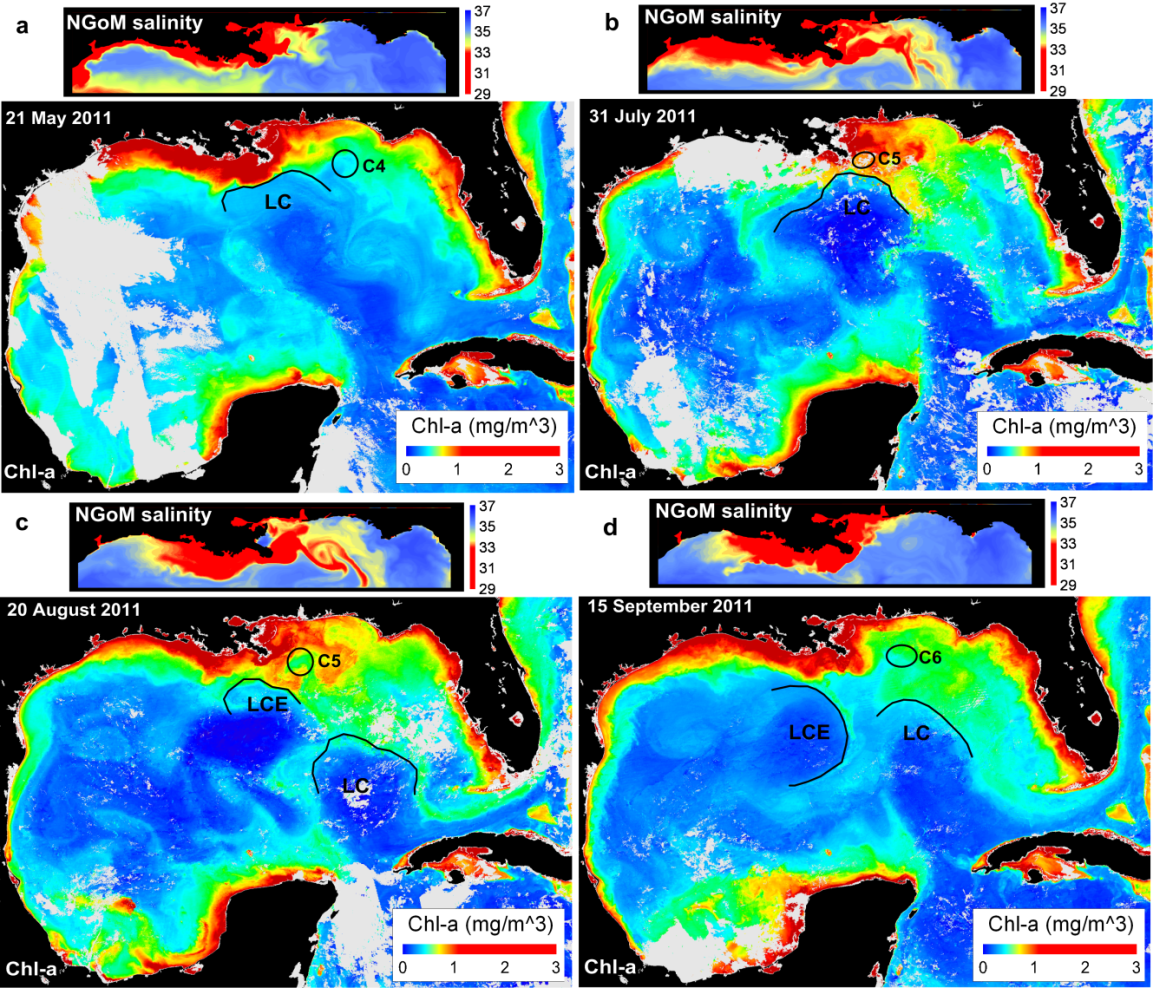 a
NGoM salinity
37
35
33
31
29
21 May 2011
C4
LC
Chl-a (mg/m^3)
0 1 2 3
Chl-a
b
NGoM salinity
37
35
33
31
29
31 July 2011
C5
LC
Chl-a (mg/m^3)
0 1 2 3
Chl-a
c
NGoM salinity
37
35
33
31
29
20 August 2011
C5
LCE
LC
Chl-a (mg/m^3)
0 1 2 3
Chl-a
d
NGoM salinity
37
35
33
31
29
15 September 2011
C6
LCE
LC
Chl-a (mg/m^3)
0 1 2 3
Chl-a